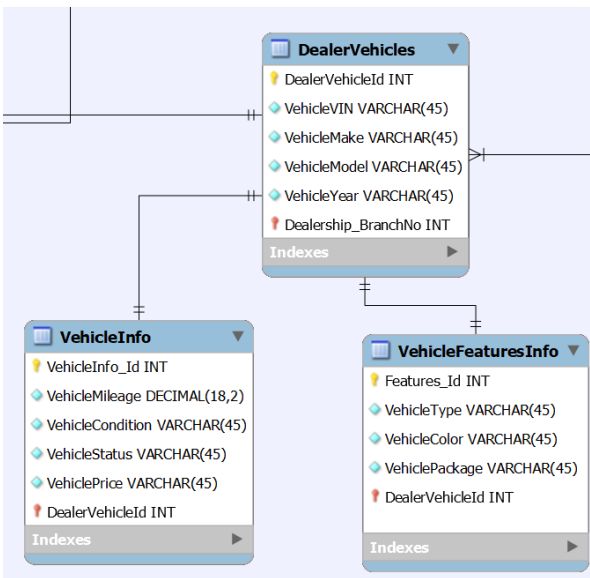 DealerVehicles
DealerVehicleId INT
VehicleVIN VARCHAR(45)
VehicleMake VARCHAR(45)
VehicleModel VARCHAR(45)
VehicleYear VARCHAR(45)
Dealership_BranchNo INT
Indexes
VehicleInfo
VehicleInfo_Id INT
VehicleMileage DECIMAL(18,2)
VehicleCondition VARCHAR(45)
VehicleStatus VARCHAR(45)
VehiclePrice VARCHAR(45)
DealerVehicleId INT
Indexes
VehicleFeaturesInfo
Features_Id INT
VehicleType VARCHAR(45)
VehicleColor VARCHAR(45)
VehiclePackage VARCHAR(45)
DealerVehicleId INT
Indexes